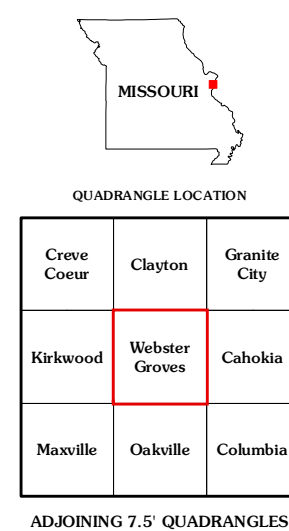 MISSOURI
QUADRANGLE LOCATION
Creve
Coeur
Clayton
Granite
City
Kirkwood
Webster
Groves
Cahokia
Maxville
Oakville
Columbia
ADJOINING 7.5' QUADRANGLES